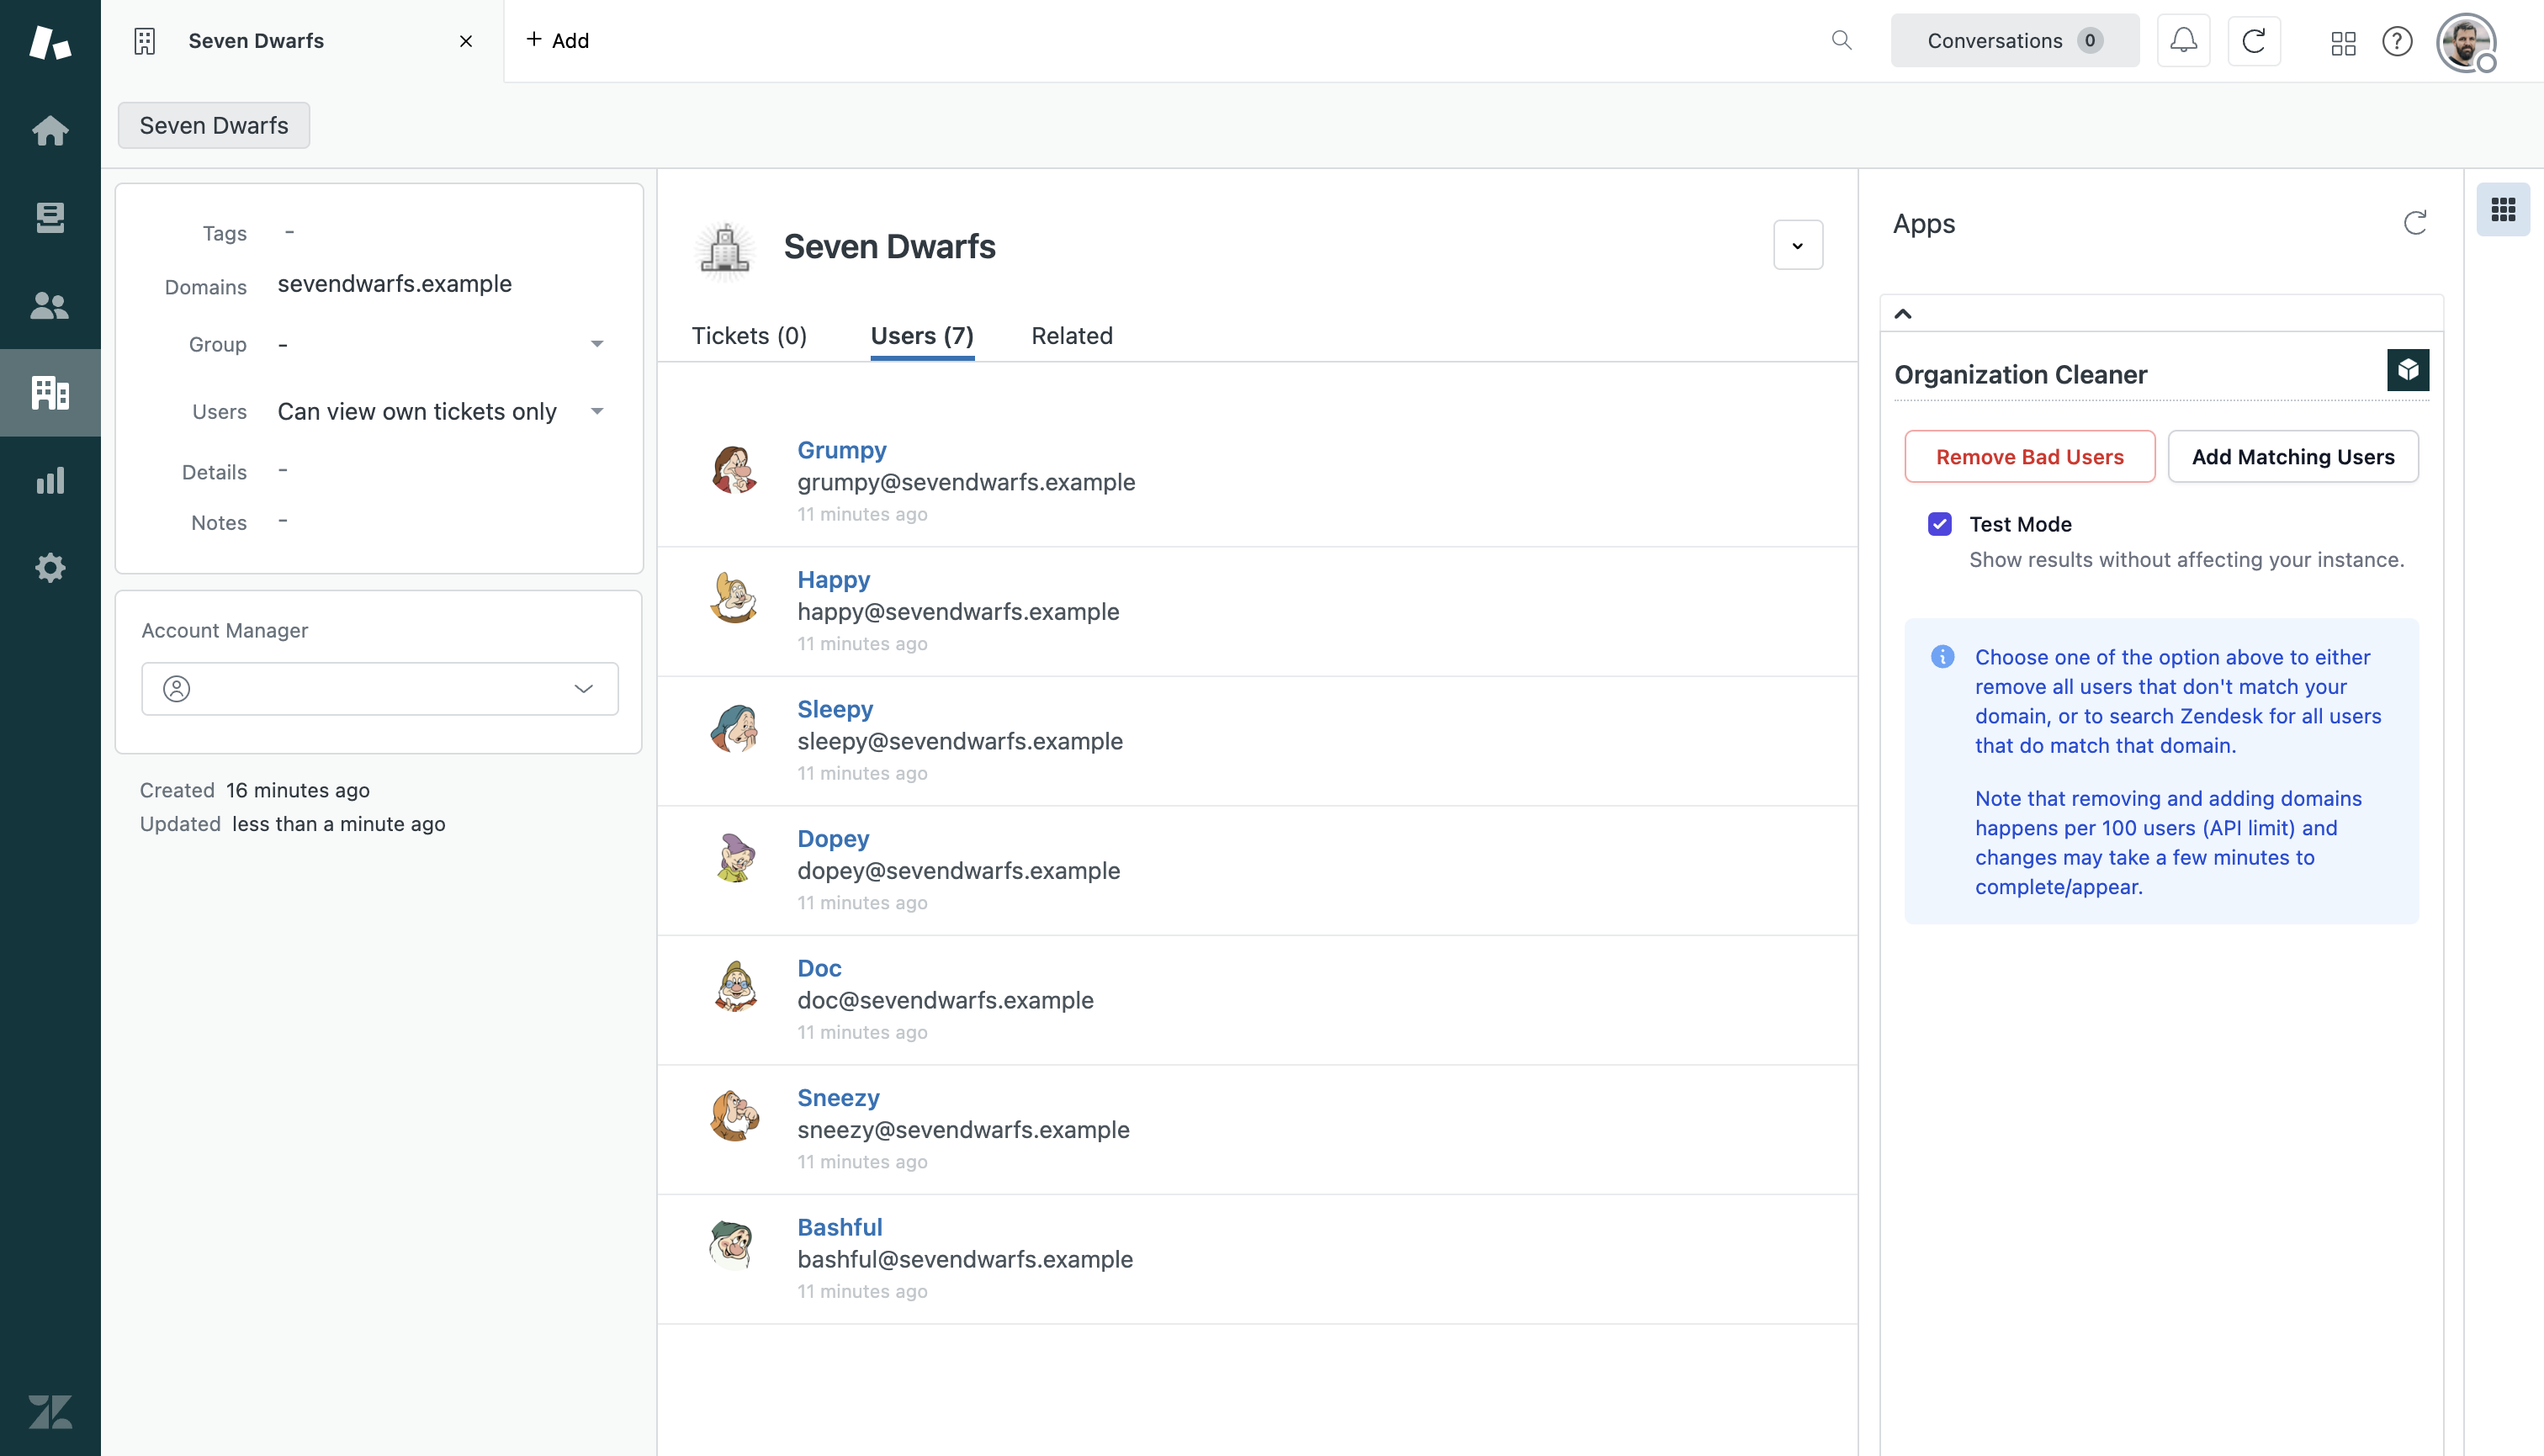 Seven Dwarfs
+ Add
Conversations 0
Seven Dwarfs
Tags -
Domains sevendwarfs.example
Group -
Users Can view own tickets only
Details -
Notes -
Account Manager
Created 16 minutes ago
Updated less than a minute ago
Seven Dwarfs
Tickets (0) Users (7) Related
Grumpy
grumpy@sevendwarfs.example
11 minutes ago
Happy
happy@sevendwarfs.example
11 minutes ago
Sleepy
sleepy@sevendwarfs.example
11 minutes ago
Dopey
dopey@sevendwarfs.example
11 minutes ago
Doc
doc@sevendwarfs.example
11 minutes ago
Sneezy
sneezy@sevendwarfs.example
11 minutes ago
Bashful
bashful@sevendwarfs.example
11 minutes ago
Apps
Organization Cleaner
Remove Bad Users Add Matching Users
Test Mode
Show results without affecting your instance.
Choose one of the option above to either
remove all users that don't match your
domain, or to search Zendesk for all users
that do match that domain.
Note that removing and adding domains
happens per 100 users (API limit) and
changes may take a few minutes to
complete/appear.